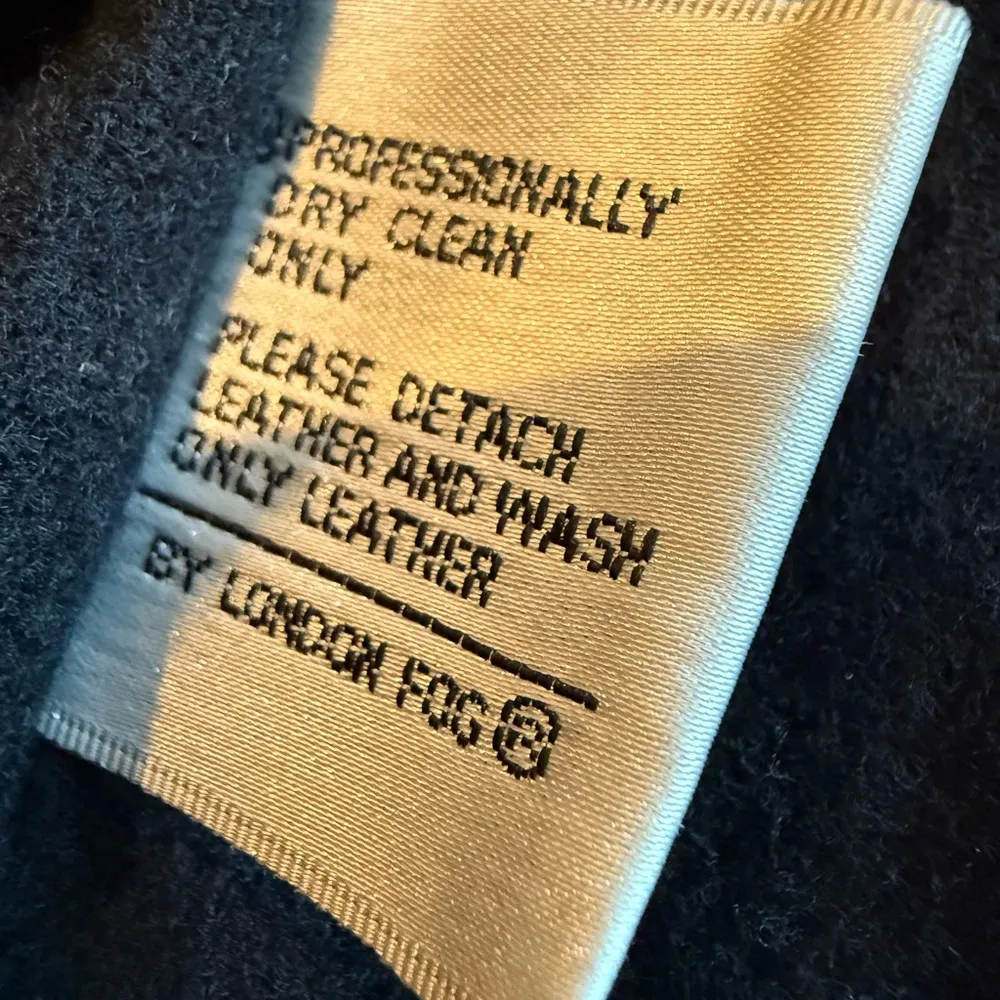 PROFESSIONALLY
DRY CLEAN
ONLY
PLEASE DETACH
LEATHER AND WASH
ONLY LEATHER
BY LONDON FOG®